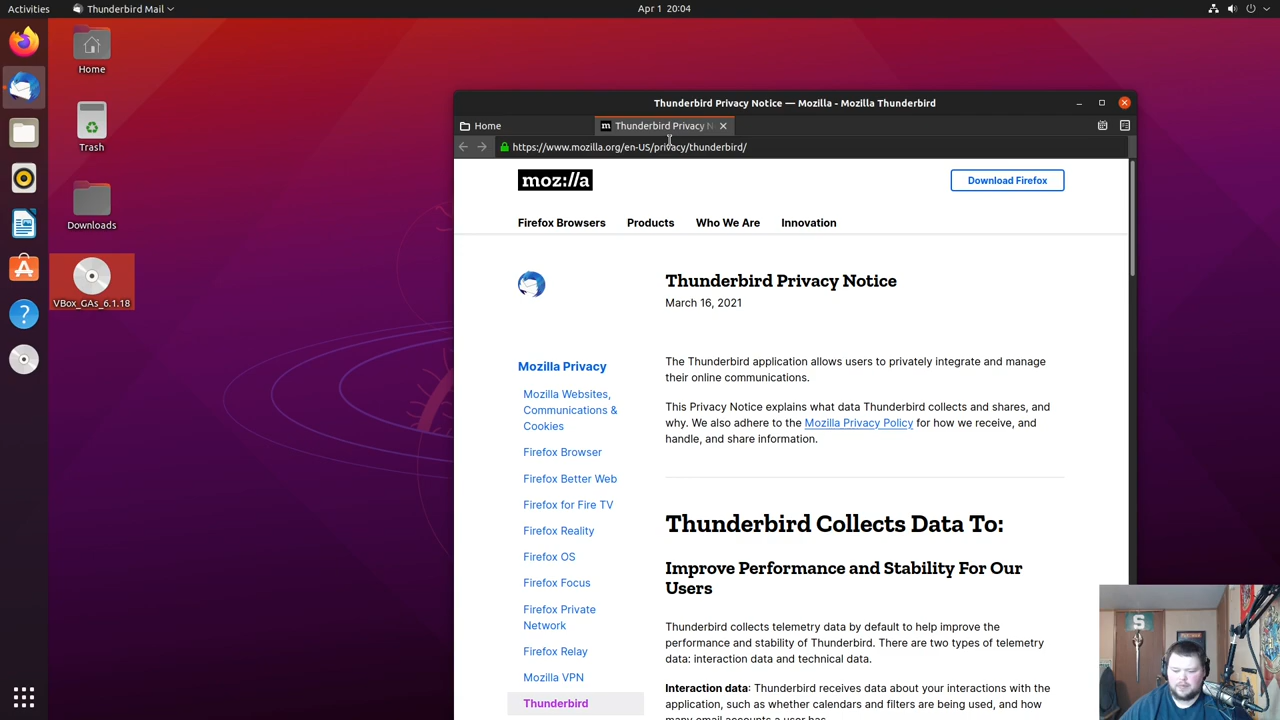 Activities
Thunderbird Mail
Apr 1 20:04
Home
Trash
Downloads
VBox_GAs_6.1.18
Thunderbird Privacy Notice — Mozilla - Mozilla Thunderbird
Home
Thunderbird Privacy N
https://www.mozilla.org/en-US/privacy/thunderbird/
moz://a
Download Firefox
Firefox Browsers
Products
Who We Are
Innovation
Thunderbird Privacy Notice
March 16, 2021
Mozilla Privacy
Mozilla Websites,
Communications &
Cookies
Firefox Browser
Firefox Better Web
Firefox for Fire TV
Firefox Reality
Firefox OS
Firefox Focus
Firefox Private
Network
Firefox Relay
Mozilla VPN
Thunderbird
The Thunderbird application allows users to privately integrate and manage
their online communications.
This Privacy Notice explains what data Thunderbird collects and shares, and
why. We also adhere to the Mozilla Privacy Policy for how we receive, and
handle, and share information.
Thunderbird Collects Data To:
Improve Performance and Stability For Our
Users
Thunderbird collects telemetry data by default to help improve the
performance and stability of Thunderbird. There are two types of telemetry
data: interaction data and technical data.
Interaction data: Thunderbird receives data about your interactions with the
application, such as whether calendars and filters are being used, and how
many email accounts a user has.
S